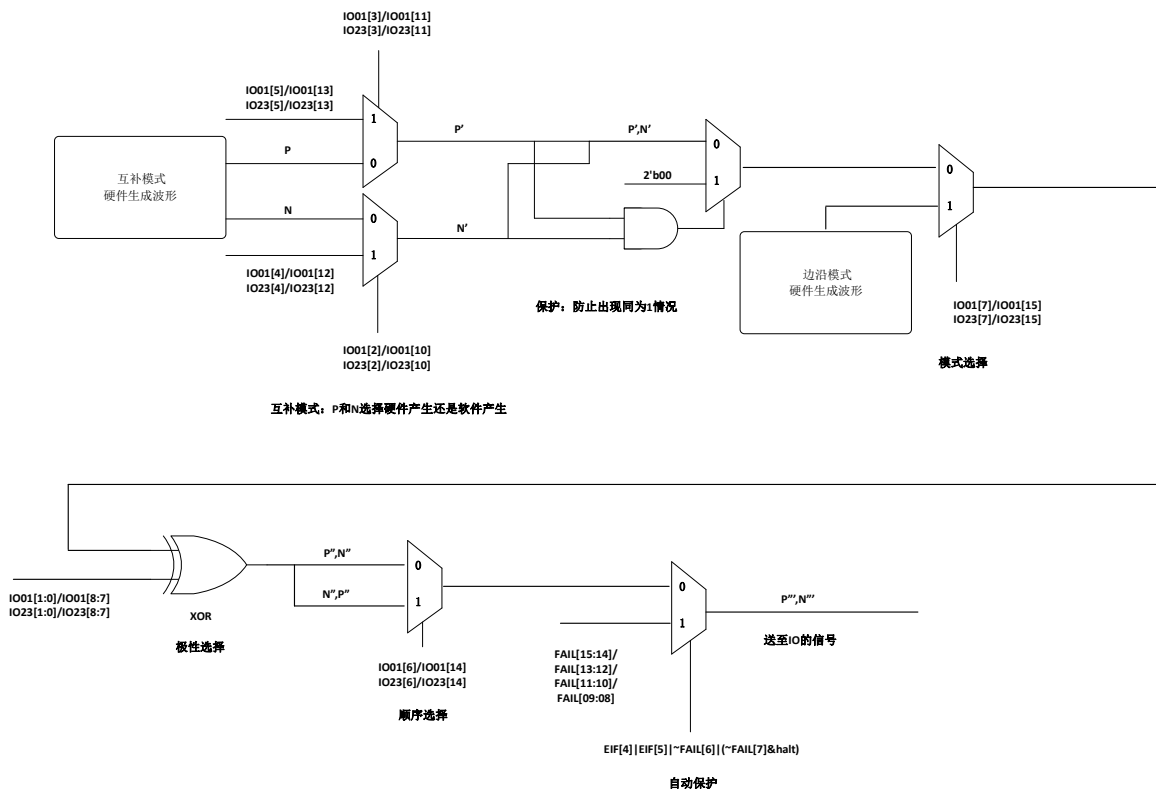 IO01[3]/IO01[11]
IO23[3]/IO23[11]
IO01[5]/IO01[13]
IO23[5]/IO23[13]
1
P'
P',N'
0
P
0
互补模式
硬件生成波形
2'b00
1
0
N
0
N'
1
1
边沿模式
硬件生成波形
IO01[4]/IO01[12]
IO23[4]/IO23[12]
保护：防止出现同为1情况
IO01[7]/IO01[15]
IO23[7]/IO23[15]
IO01[2]/IO01[10]
IO23[2]/IO23[10]
模式选择
互补模式：P和N选择硬件产生还是软件产生
P",N"
0
0
IO01[1:0]/IO01[8:7]
IO23[1:0]/IO23[8:7]
N",P"
1
P"',N"'
XOR
1
极性选择
送至IO的信号
IO01[6]/IO01[14]
IO23[6]/IO23[14]
FAIL[15:14]/
FAIL[13:12]/
FAIL[11:10]/
FAIL[09:08]
顺序选择
EIF[4]|EIF[5]|~FAIL[6]|(~FAIL[7]&halt)
自动保护